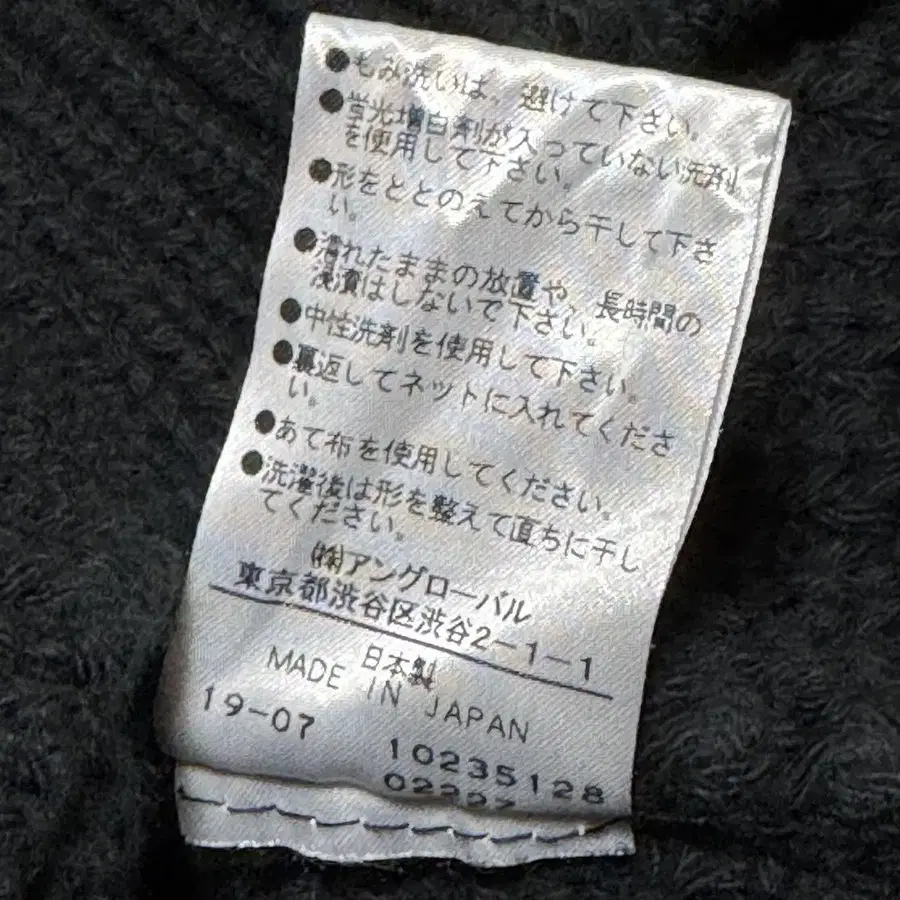 ●もみ洗いは、避けて下さい。
●蛍光増白剤が入っていない洗剤
を使用して下さい。
●形をととのえてから干して下さ
い。
●濡れたままの放置や、長時間の
浸漬はしないで下さい。
●中性洗剤を使用して下さい。
●裏返してネットに入れてくださ
い。
●あて布を使用してください。
●洗濯後は形を整えて直ちに干し
てください。
㈱アングローバル
東京都渋谷区渋谷2-1-1
日本製
MADE IN JAPAN
19-07
10235128
02227